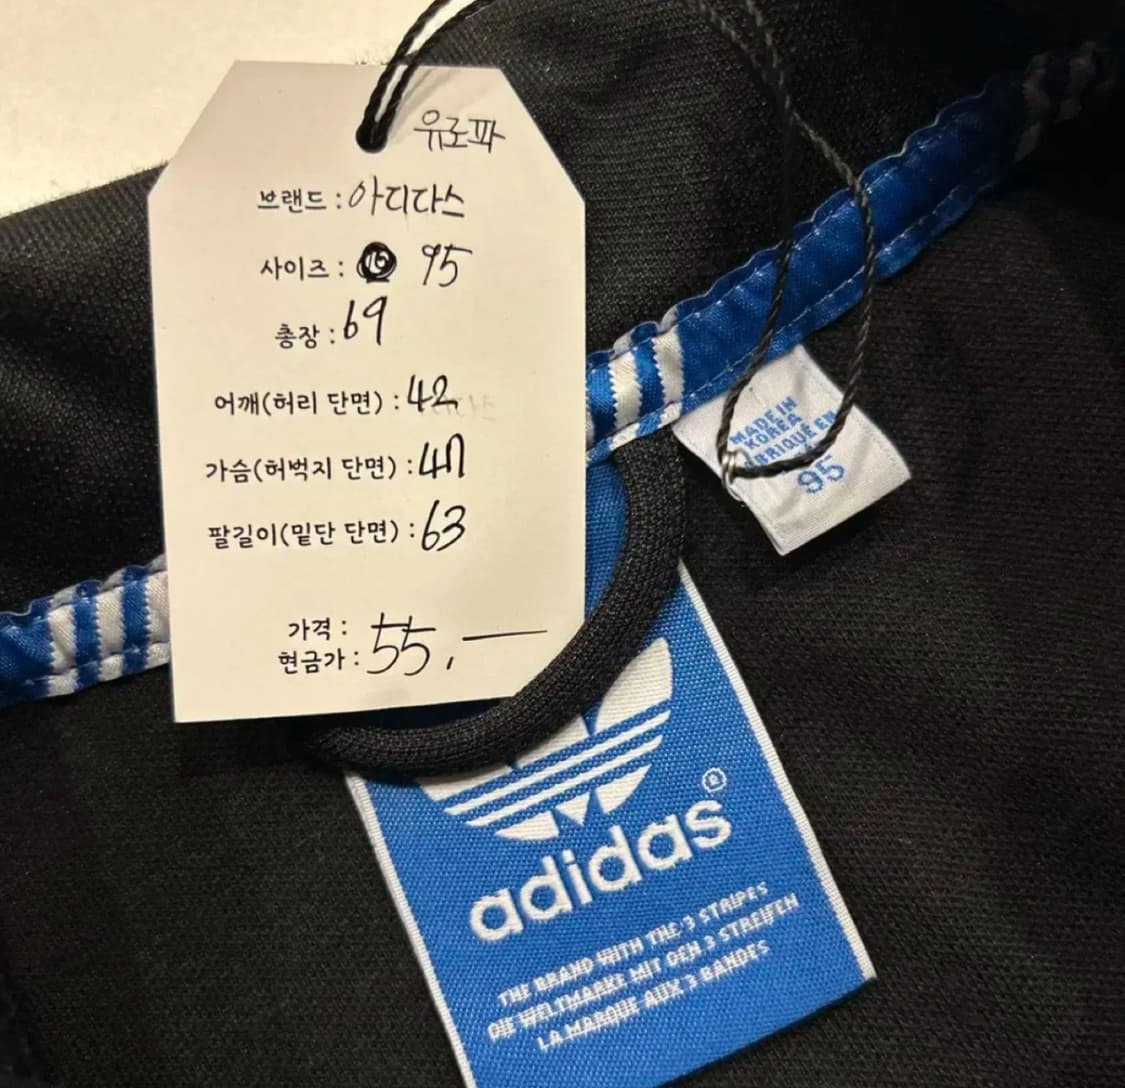 유로파
브랜드 : 아디다스
사이즈 : 95
총장 : 69
어깨(허리 단면) : 42
가슴(허벅지 단면) : 47
팔길이(밑단 단면) : 63
가격 :
현금가 : 55,—
MADE IN
KOREA
FABRIQUÉ EN
95
adidas®
THE BRAND WITH THE 3 STRIPES
DIE WELTMARKE MIT DEN 3 STREIFEN
LA MARQUE AUX 3 BANDES